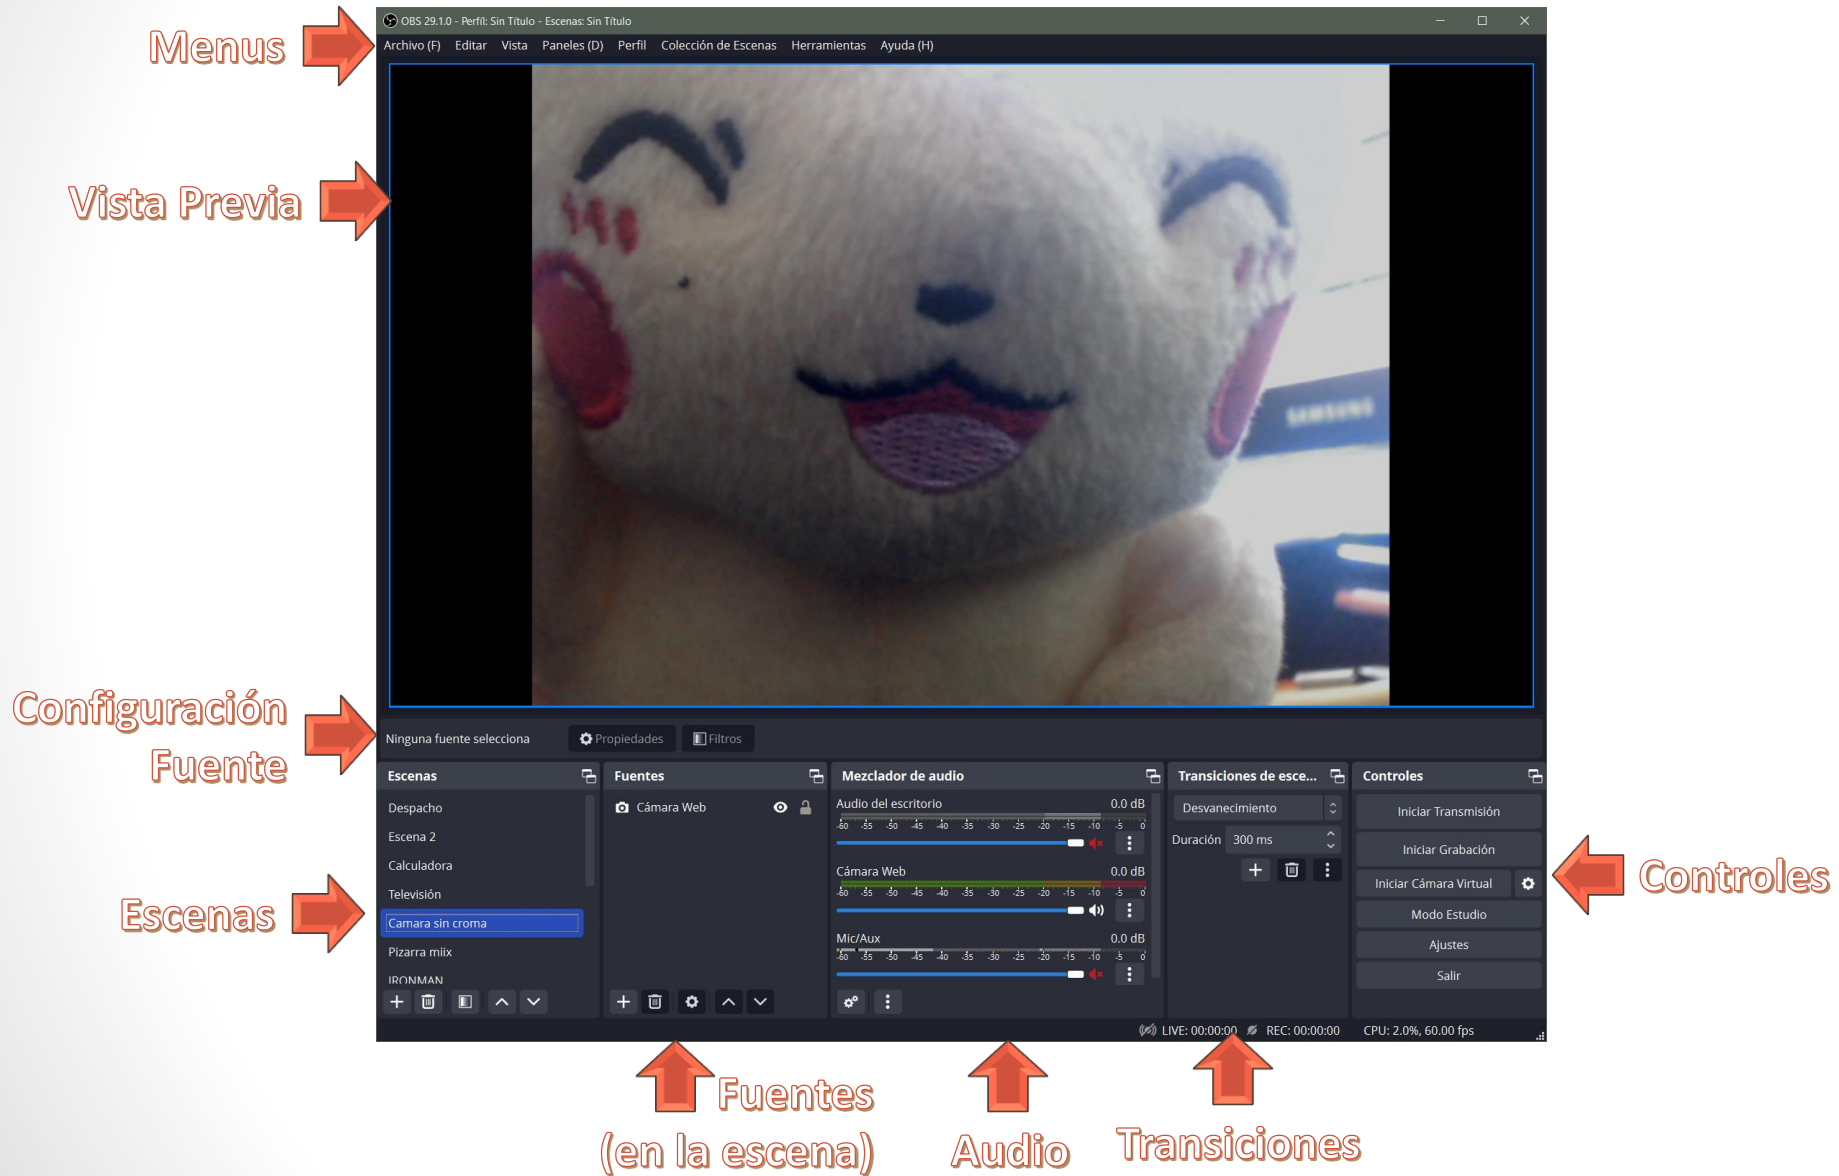 OBS 29.1.0 - Perfil: Sin Título - Escenas: Sin Título
Menus
Archivo (F) Editar Vista Paneles (D) Perfil Colección de Escenas Herramientas Ayuda (H)
Vista Previa
SAMSUNG
Configuración
Fuente
Ninguna fuente selecciona Propiedades Filtros
Escenas
Despacho
Escena 2
Calculadora
Televisión
Camara sin croma
Pizarra miix
IRONMAN
Escenas
Fuentes
Cámara Web
Mezclador de audio
Audio del escritorio 0.0 dB
-60 -55 -50 -45 -40 -35 -30 -25 -20 -15 -10 -5 0
Cámara Web 0.0 dB
-60 -55 -50 -45 -40 -35 -30 -25 -20 -15 -10 -5 0
Mic/Aux 0.0 dB
-60 -55 -50 -45 -40 -35 -30 -25 -20 -15 -10 -5 0
Transiciones de esce...
Desvanecimiento
Duración 300 ms
Controles
Iniciar Transmisión
Iniciar Grabación
Iniciar Cámara Virtual
Modo Estudio
Ajustes
Salir
Controles
LIVE: 00:00:00 REC: 00:00:00 CPU: 2.0%, 60.00 fps
Fuentes
(en la escena)
Audio
Transiciones